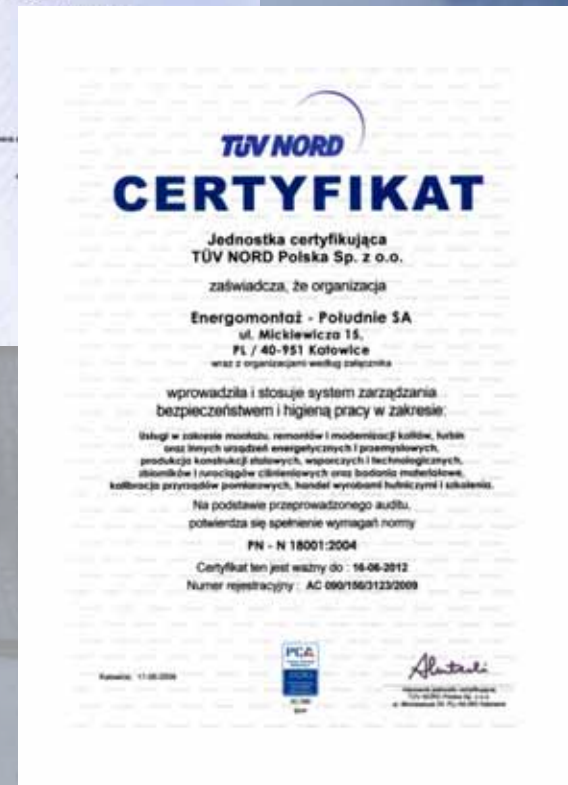 TÜV NORD
CERTYFIKAT
Jednostka certyfikująca
TÜV NORD Polska Sp. z o.o.
zaświadcza, że organizacja
Energomontaż - Południe SA
ul. Mickiewicza 15,
PL / 40-951 Katowice
wraz z organizacjami według załącznika
wprowadziła i stosuje system zarządzania
bezpieczeństwem i higieną pracy w zakresie:
Usługi w zakresie montażu, remontów i modernizacji kotłów, turbin
oraz innych urządzeń energetycznych i przemysłowych,
produkcja konstrukcji stalowych, wsporczych i technologicznych,
zbiorników i rurociągów ciśnieniowych oraz badania materiałowe,
kalibracja przyrządów pomiarowych, handel wyrobami hutniczymi i szkolenia.
Na podstawie przeprowadzonego auditu,
potwierdza się spełnienie wymagań normy
PN - N 18001:2004
Certyfikat ten jest ważny do : 16-06-2012
Numer rejestracyjny : AC 090/156/3123/2009
PCA